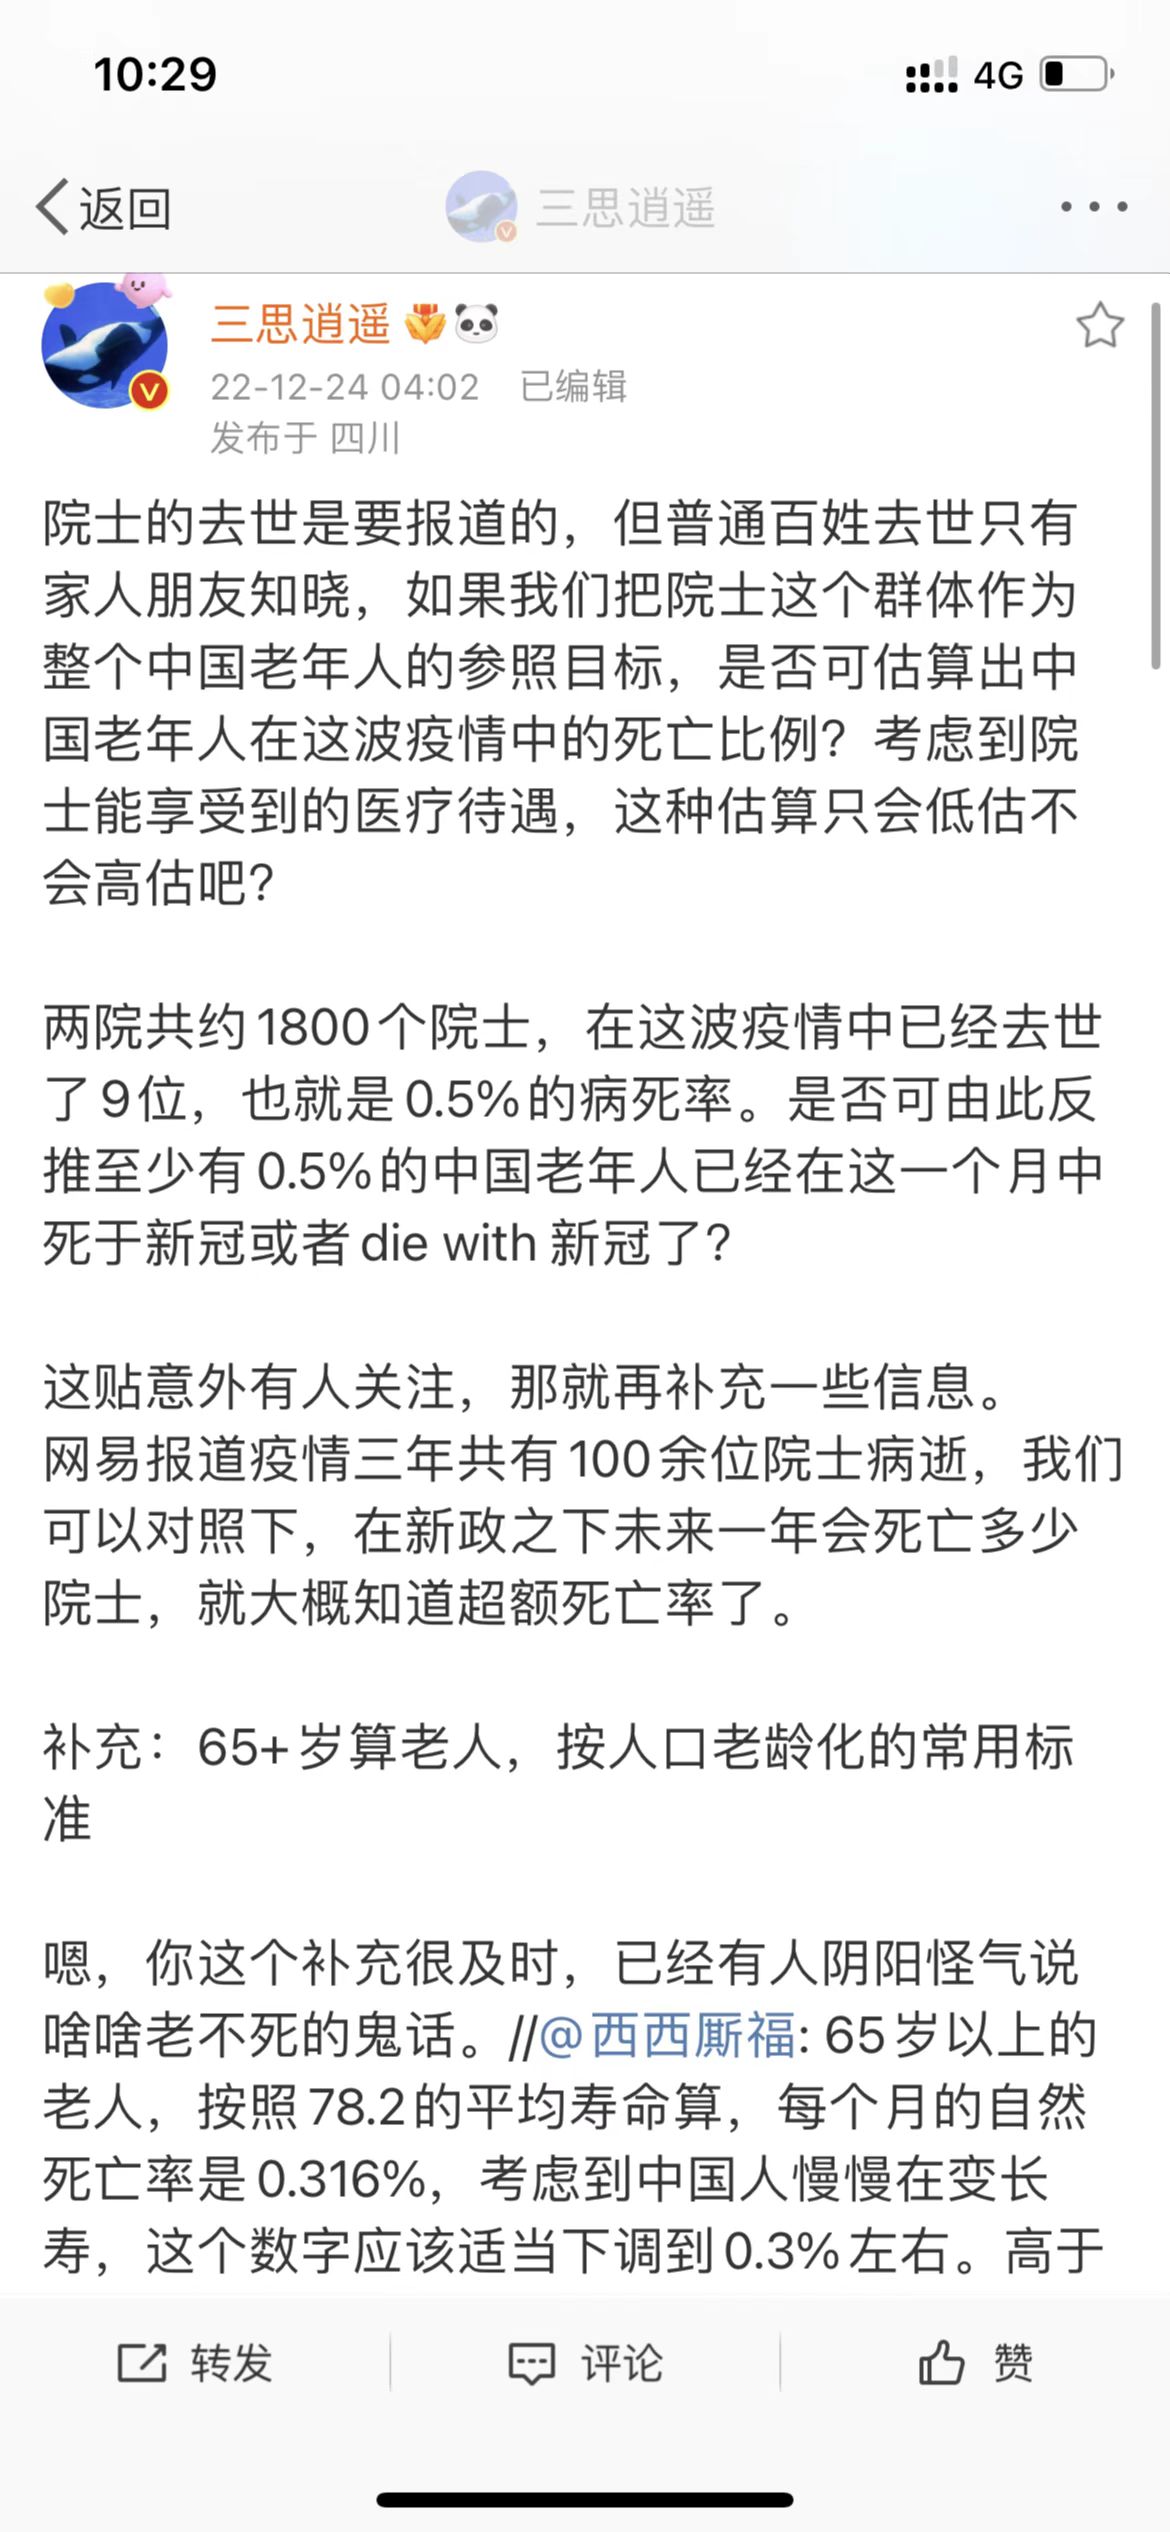 10:29
4G
返回
三思逍遥
三思逍遥
22-12-24 04:02 已编辑
发布于 四川
院士的去世是要报道的，但普通百姓去世只有
家人朋友知晓，如果我们把院士这个群体作为
整个中国老年人的参照目标，是否可估算出中
国老年人在这波疫情中的死亡比例？考虑到院
士能享受到的医疗待遇，这种估算只会低估不
会高估吧？
两院共约1800个院士，在这波疫情中已经去世
了9位，也就是0.5%的病死率。是否可由此反
推至少有0.5%的中国老年人已经在这一个月中
死于新冠或者die with 新冠了？
这贴意外有人关注，那就再补充一些信息。
网易报道疫情三年共有100余位院士病逝，我们
可以对照下，在新政之下未来一年会死亡多少
院士，就大概知道超额死亡率了。
补充：65+岁算老人，按人口老龄化的常用标
准
嗯，你这个补充很及时，已经有人阴阳怪气说
啥啥老不死的鬼话。//@西西厮福: 65岁以上的
老人，按照78.2的平均寿命算，每个月的自然
死亡率是0.316%，考虑到中国人慢慢在变长
寿，这个数字应该适当下调到0.3%左右。高于
转发 评论 赞